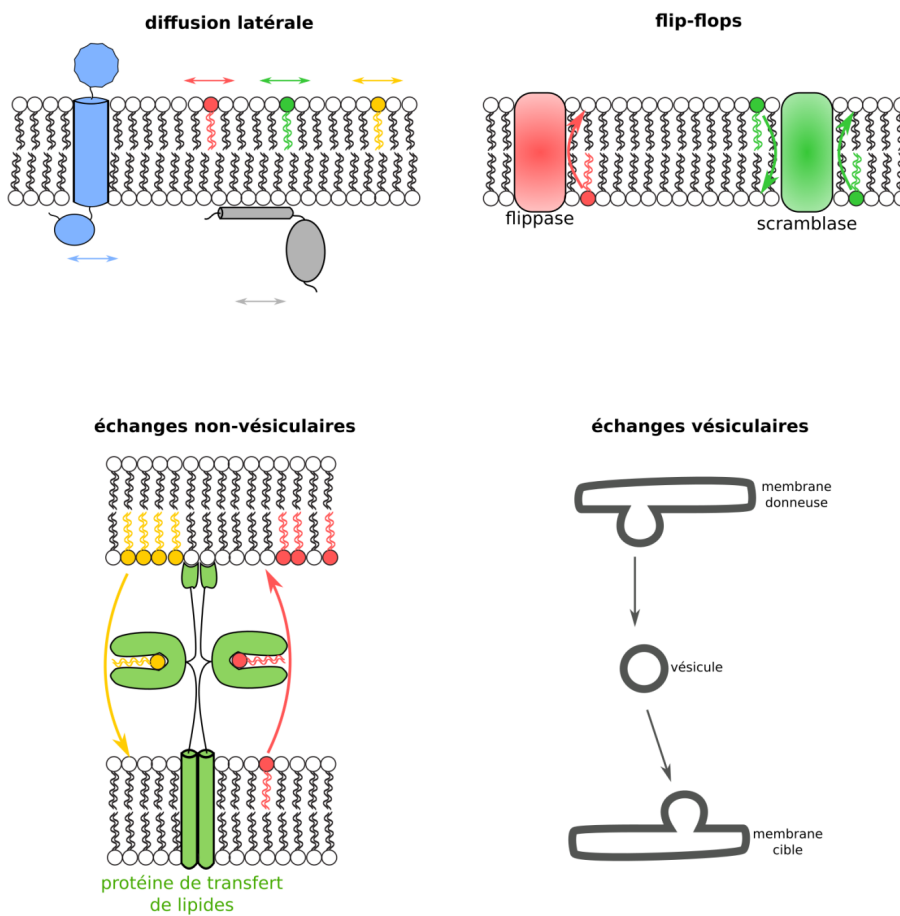 diffusion latérale
flip-flops
flippase
scramblase
échanges non-vésiculaires
échanges vésiculaires
membrane
donneuse
vésicule
membrane
cible
protéine de transfert
de lipides